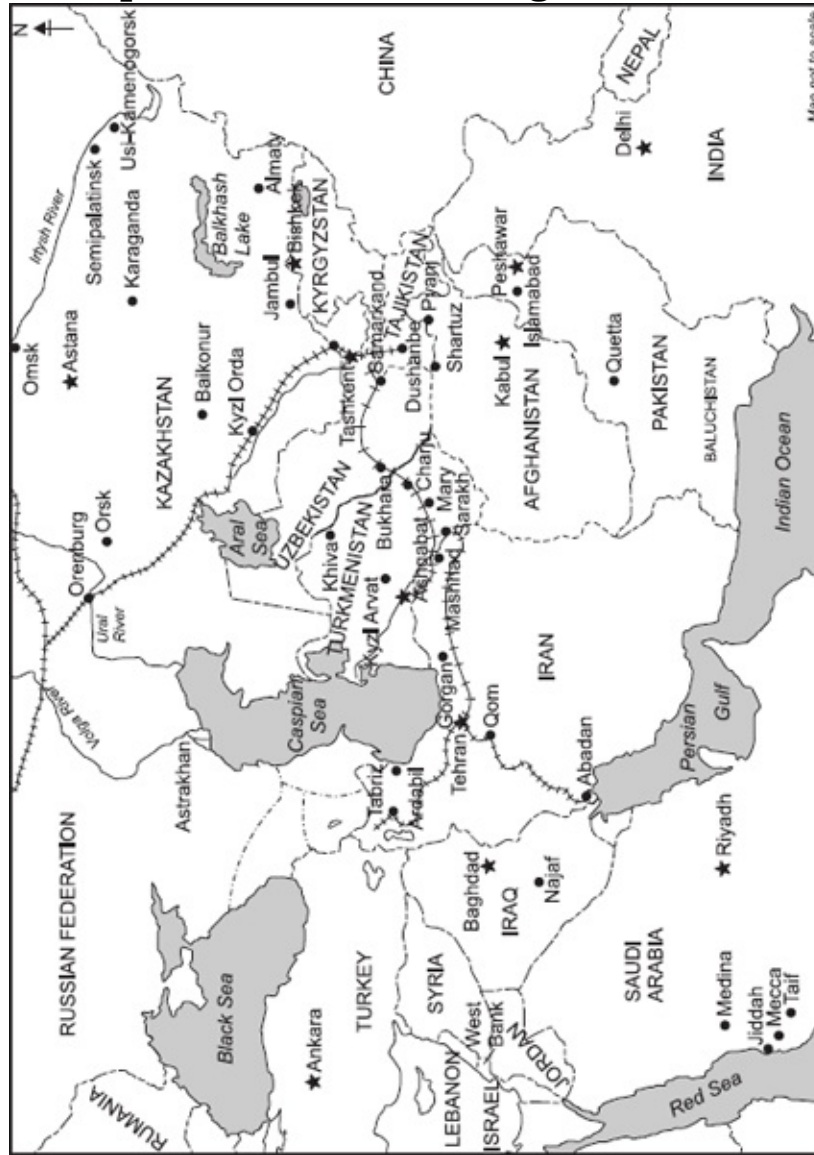 N
RUSSIAN FEDERATION
Omsk
Irtysh River
Astana
Semipalatinsk
Usi-Kamenogorsk
Karaganda
Orenburg
Orsk
Ural
River
Volga River
KAZAKHSTAN
Baikonur
Kyzl Orda
Balkhash
Lake
Almaty
Astrakhan
Aral
Sea
Jambul
Bishkek
KYRGYZSTAN
CHINA
RUMANIA
Black Sea
Caspian
Sea
UZBEKISTAN
Khiva
Tashkent
Samarkand
TAJIKISTAN
TURKMENISTAN
Bukhara
Kyzl Arvat
Charju
Dushanbe
Pyanj
Ankara
TURKEY
Tabriz
Ardabil
Ashgabat
Mary
Sarakh
Shartuz
Gorgan
Mashhad
Tehran
Qom
Kabul
Peshawar
Islamabad
AFGHANISTAN
SYRIA
LEBANON
West
Bank
ISRAEL
JORDAN
Baghdad
IRAQ
Najaf
IRAN
Abadan
Quetta
PAKISTAN
BALUCHISTAN
Delhi
NEPAL
INDIA
SAUDI
ARABIA
Persian
Gulf
Riyadh
Medina
Jiddah
Mecca
Taif
Red Sea
Indian Ocean